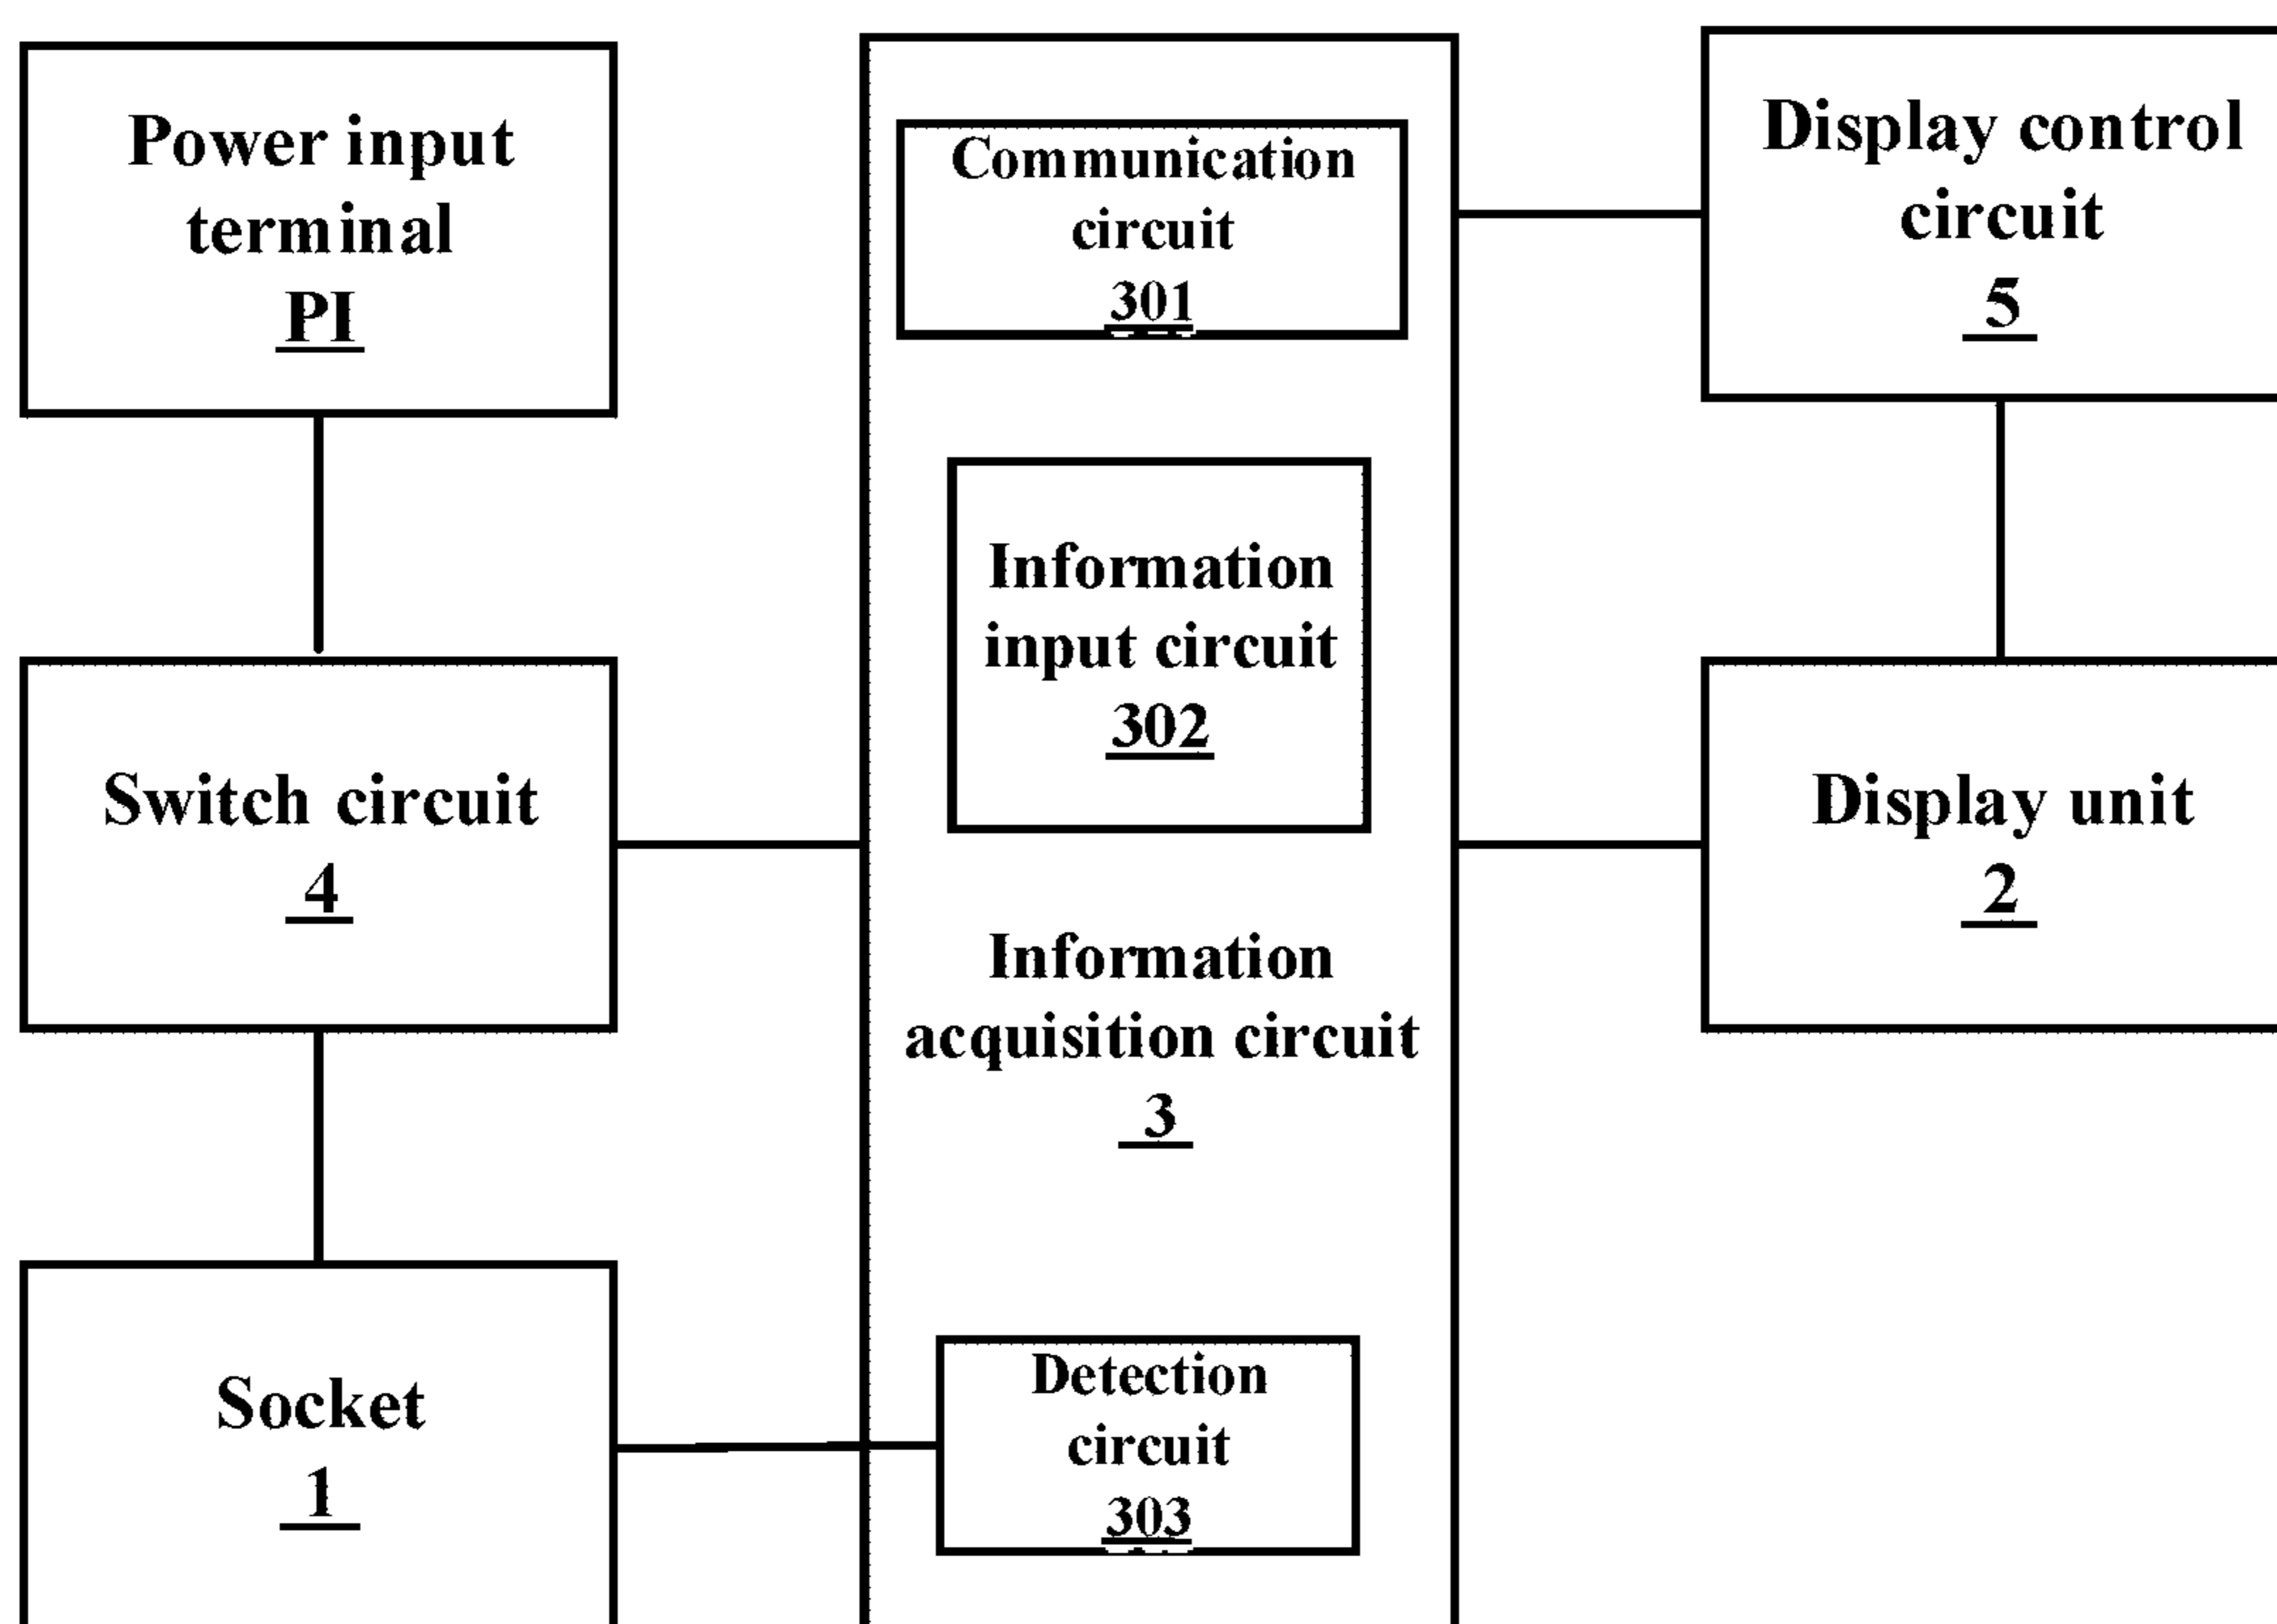 Power input
terminal
PI
Switch circuit
4
Socket
1
Communication
circuit
301
Information
input circuit
302
Information
acquisition circuit
3
Detection
circuit
303
Display control
circuit
5
Display unit
2